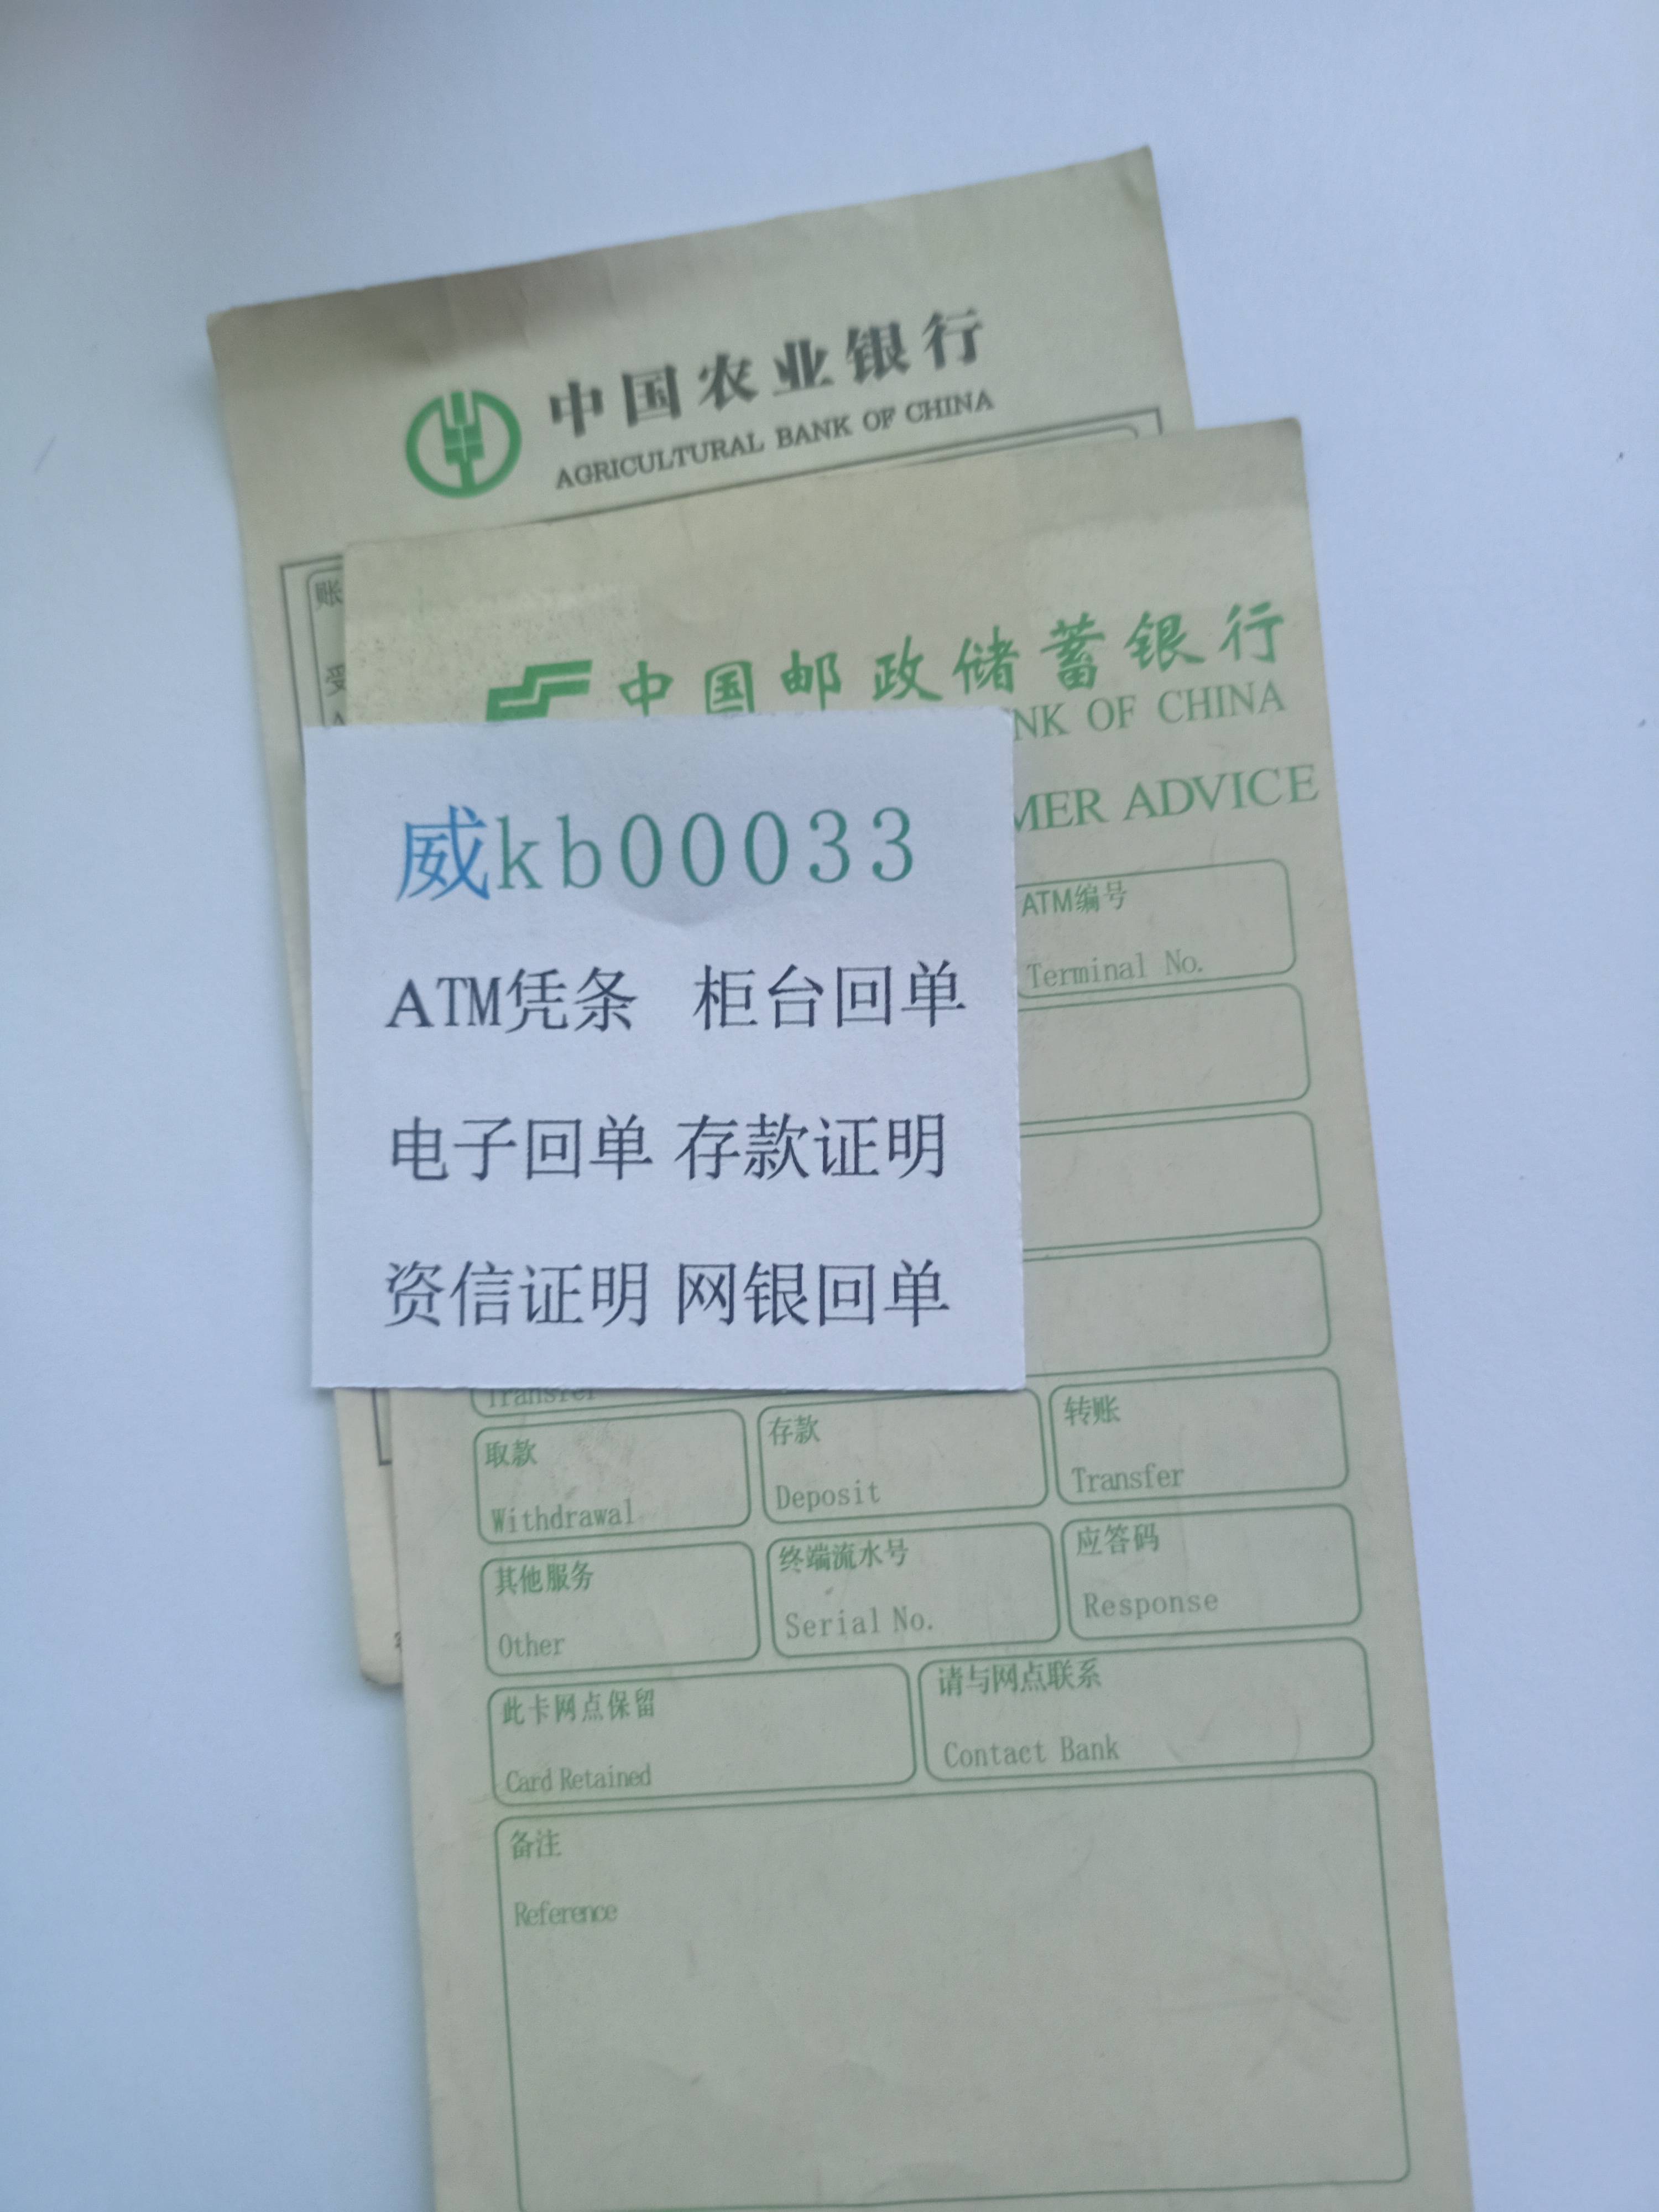 中国农业银行
AGRICULTURAL BANK OF CHINA
账
受
中国邮政储蓄银行
NK OF CHINA
MER ADVICE
威kb00033
ATM凭条 柜台回单
电子回单 存款证明
资信证明 网银回单
ATM编号
Terminal No.
Transfer
取款
Withdrawal
存款
Deposit
转账
Transfer
其他服务
Other
终端流水号
Serial No.
应答码
Response
此卡网点保留
Card Retained
请与网点联系
Contact Bank
备注
Reference